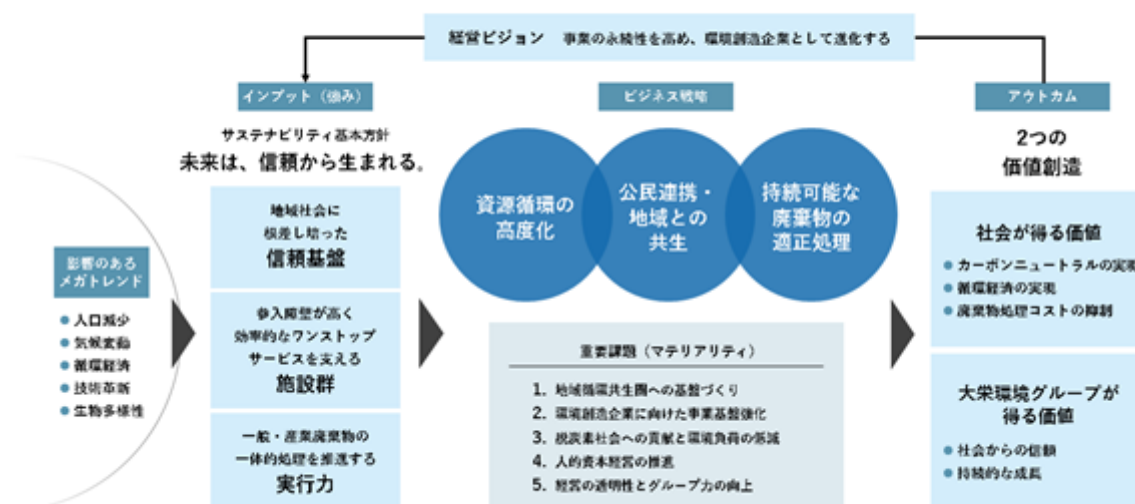 経営ビジョン 事業の永続性を高め、環境創造企業として進化する
影響のある
メガトレンド
● 人口減少
● 気候変動
● 循環経済
● 技術革新
● 生物多様性
インプット（強み）
サステナビリティ基本方針
未来は、信頼から生まれる。
地域社会に
根差し培った
信頼基盤
参入障壁が高く
効率的なワンストップ
サービスを支える
施設群
一般・産業廃棄物の
一体的処理を推進する
実行力
ビジネス戦略
資源循環の
高度化
公民連携・
地域との
共生
持続可能な
廃棄物の
適正処理
重要課題（マテリアリティ）
1. 地域循環共生圏への基盤づくり
2. 環境創造企業に向けた事業基盤強化
3. 脱炭素社会への貢献と環境負荷の低減
4. 人的資本経営の推進
5. 経営の透明性とグループ力の向上
アウトカム
2つの
価値創造
社会が得る価値
● カーボンニュートラルの実現
● 循環経済の実現
● 廃棄物処理コストの抑制
大栄環境グループが
得る価値
● 社会からの信頼
● 持続的な成長